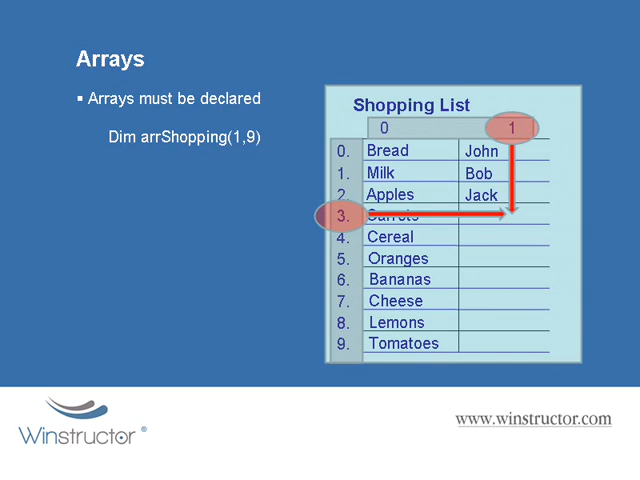 Arrays
▪ Arrays must be declared
Dim arrShopping(1,9)
Shopping List
0 1
0. Bread John
1. Milk Bob
2. Apples Jack
3. Carrots
4. Cereal
5. Oranges
6. Bananas
7. Cheese
8. Lemons
9. Tomatoes
Winstructor ®
www.winstructor.com